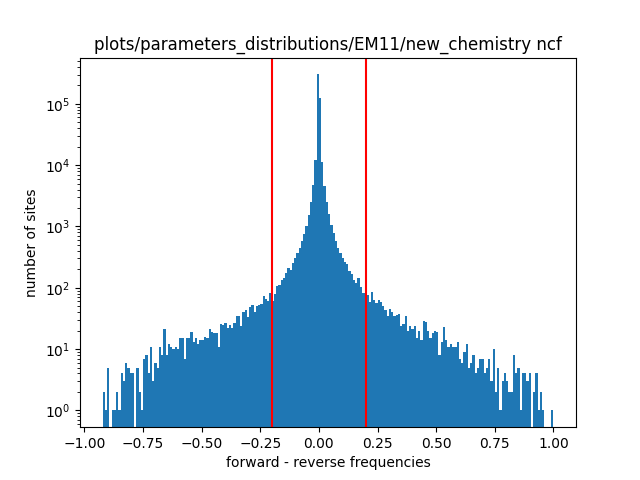 plots/parameters_distributions/EM11/new_chemistry ncf
number of sites
10⁵
10⁴
10³
10²
10¹
10⁰
−1.00 −0.75 −0.50 −0.25 0.00 0.25 0.50 0.75 1.00
forward - reverse frequencies